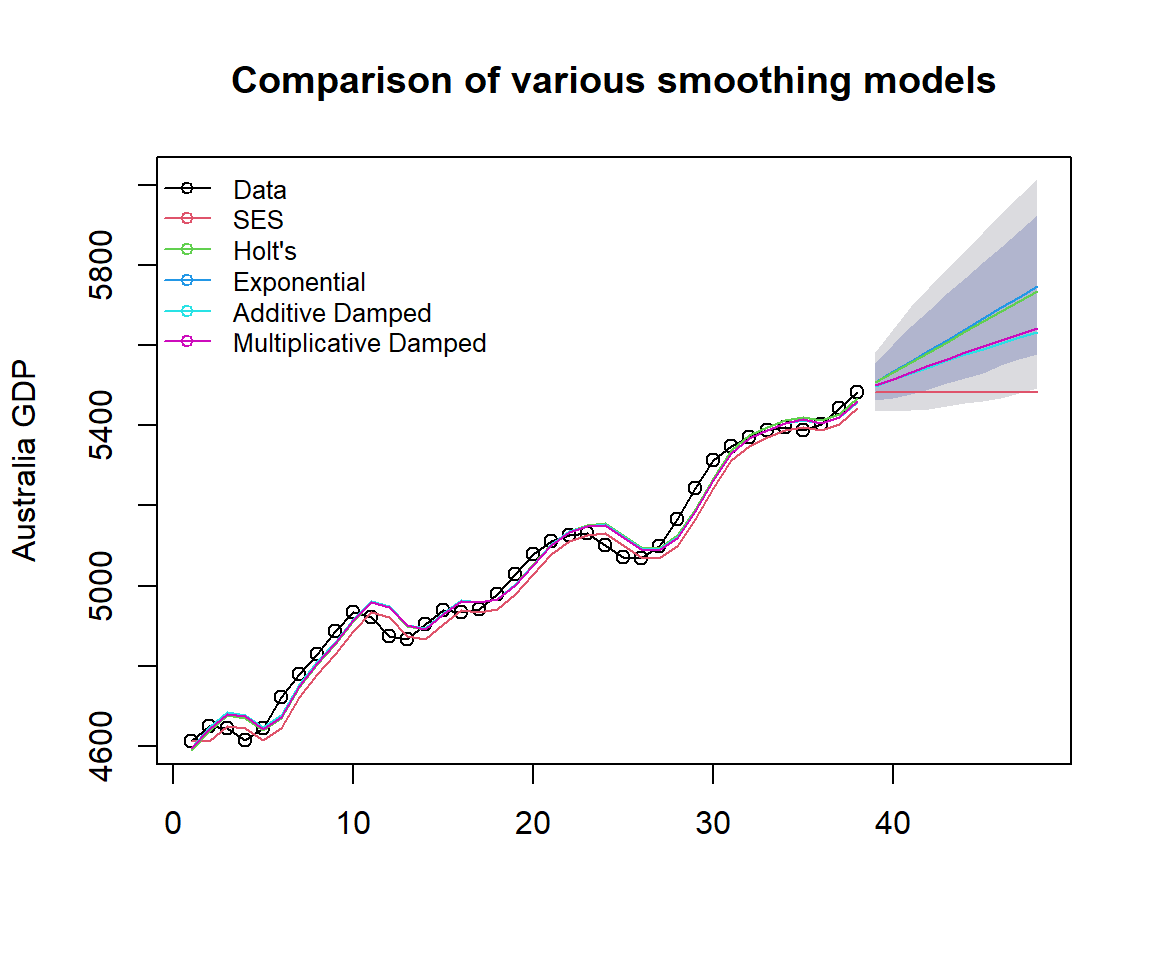 Comparison of various smoothing models
Data
SES
Holt's
Exponential
Additive Damped
Multiplicative Damped
Australia GDP
5800
5400
5000
4600
0 10 20 30 40